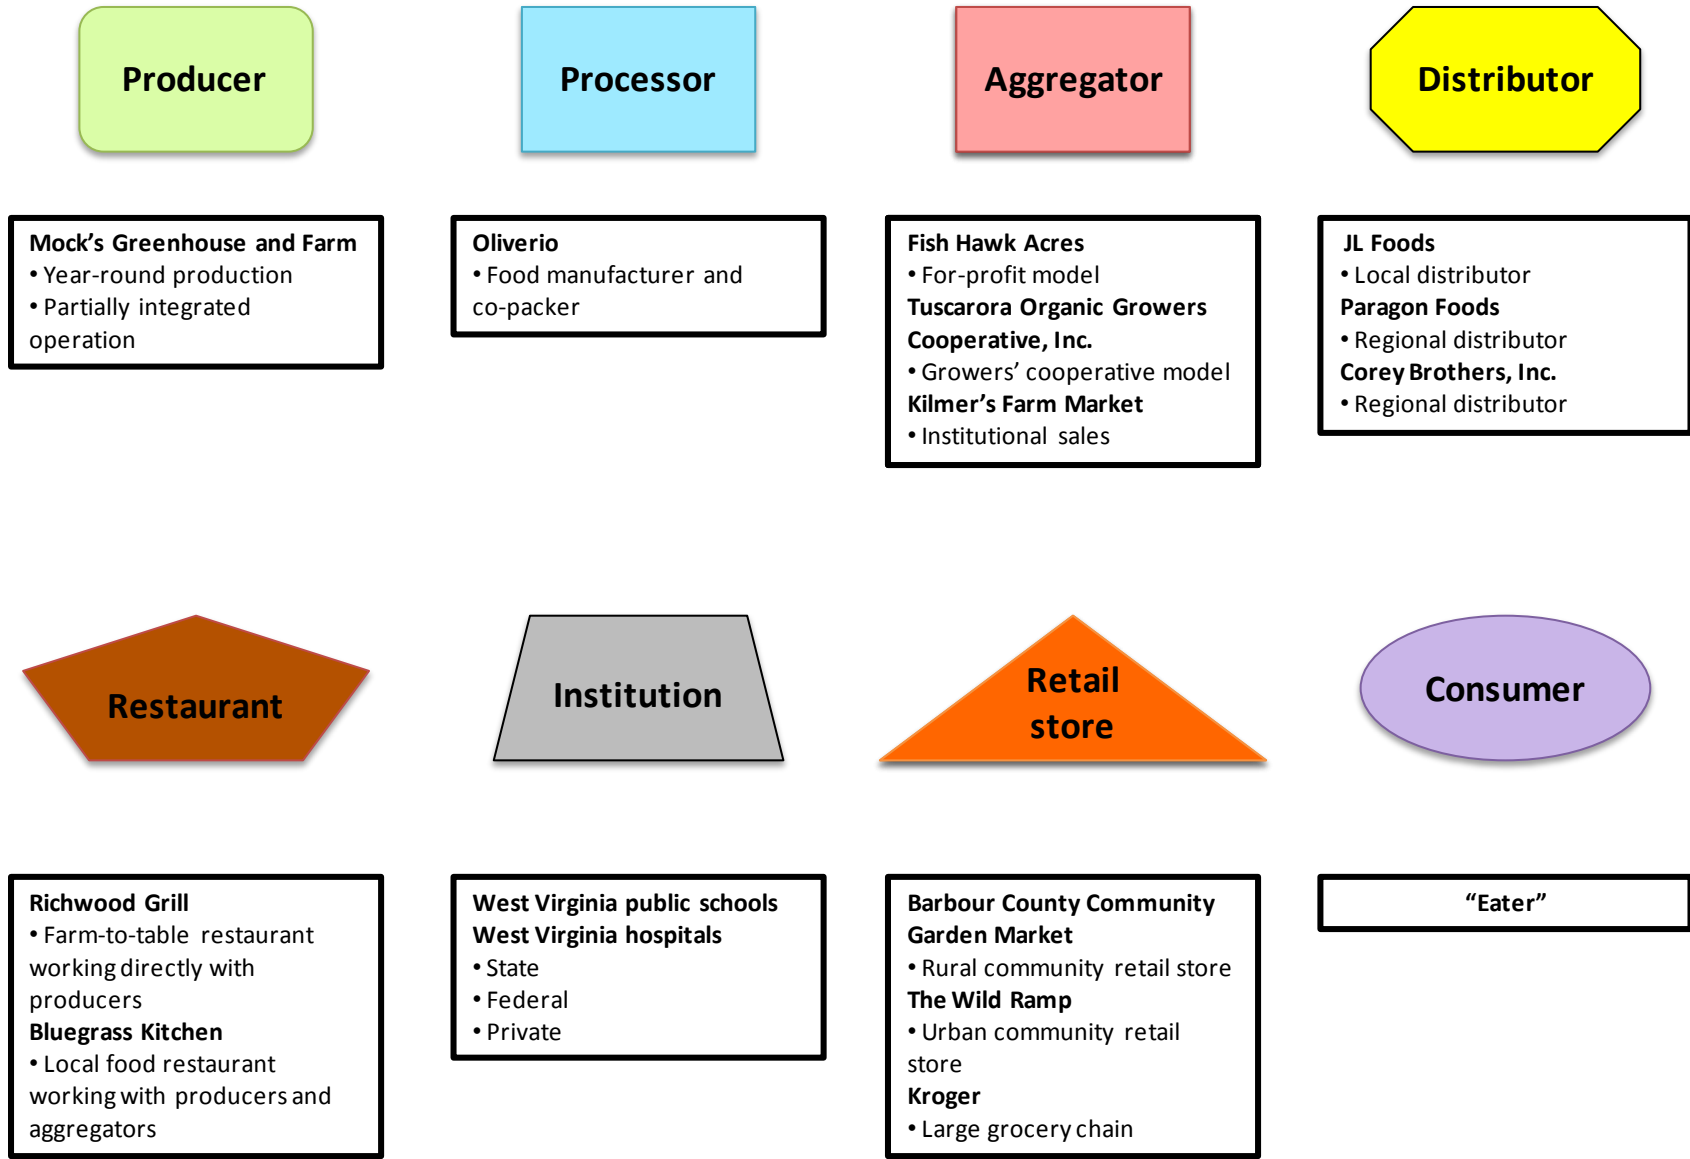 Producer
Processor
Aggregator
Distributor
Mock’s Greenhouse and Farm
• Year-round production
• Partially integrated
operation
Oliverio
• Food manufacturer and
co-packer
Fish Hawk Acres
• For-profit model
Tuscarora Organic Growers
Cooperative, Inc.
• Growers’ cooperative model
Kilmer’s Farm Market
• Institutional sales
JL Foods
• Local distributor
Paragon Foods
• Regional distributor
Corey Brothers, Inc.
• Regional distributor
Restaurant
Institution
Retail
store
Consumer
Richwood Grill
• Farm-to-table restaurant
working directly with
producers
Bluegrass Kitchen
• Local food restaurant
working with producers and
aggregators
West Virginia public schools
West Virginia hospitals
• State
• Federal
• Private
Barbour County Community
Garden Market
• Rural community retail store
The Wild Ramp
• Urban community retail
store
Kroger
• Large grocery chain
“Eater”